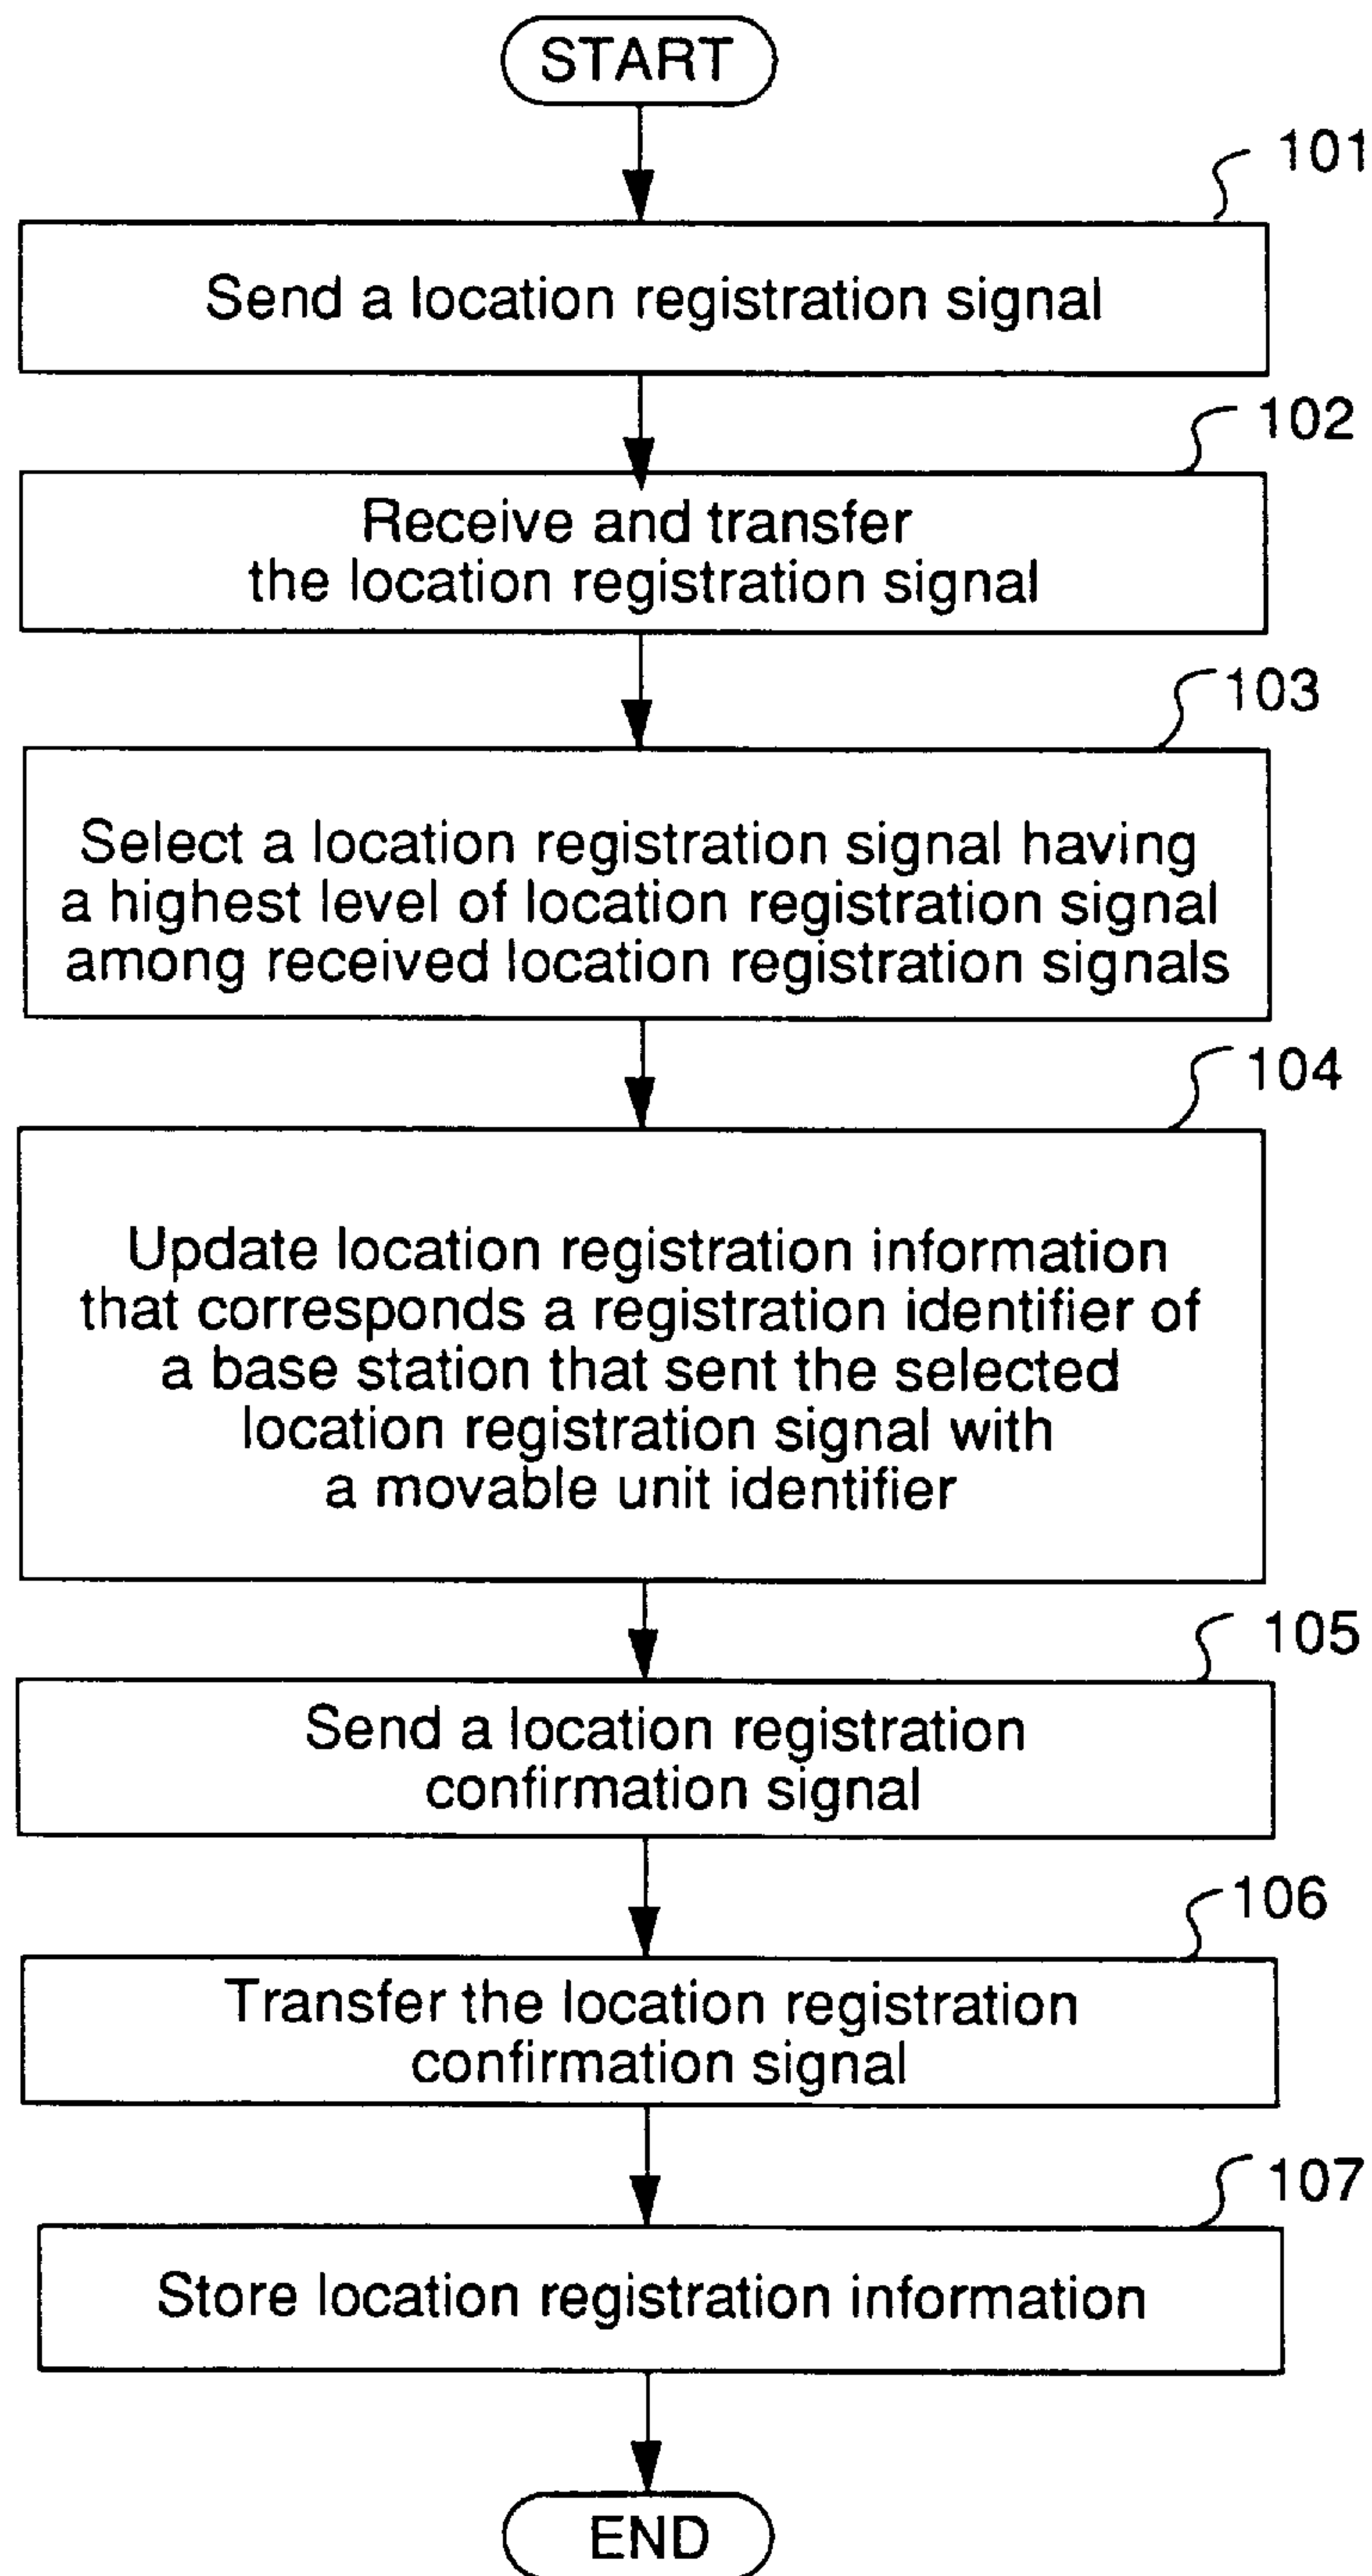 START
101
Send a location registration signal
102
Receive and transfer
the location registration signal
103
Select a location registration signal having
a highest level of location registration signal
among received location registration signals
104
Update location registration information
that corresponds a registration identifier of
a base station that sent the selected
location registration signal with
a movable unit identifier
105
Send a location registration
confirmation signal
106
Transfer the location registration
confirmation signal
107
Store location registration information
END